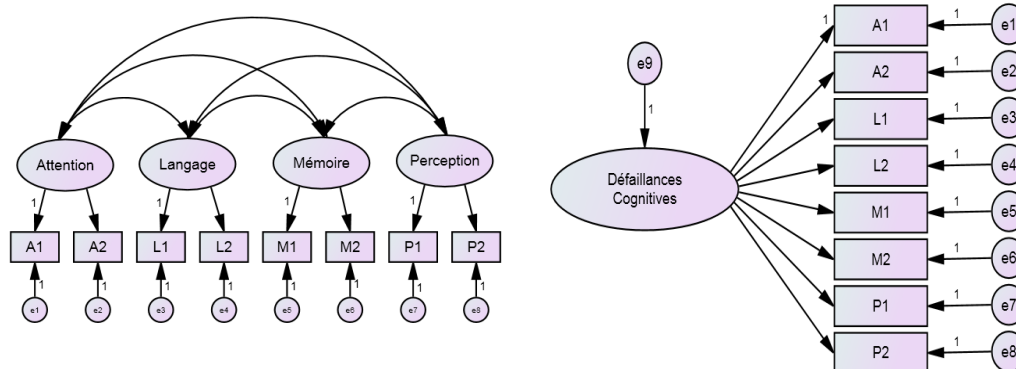 Attention Langage Mémoire Perception
1 1 1 1
A1 A2 L1 L2 M1 M2 P1 P2
1 1 1 1 1 1 1 1
e1 e2 e3 e4 e5 e6 e7 e8
e9
1
Défaillances
Cognitives
1 A1 1 e1
A2 1 e2
L1 1 e3
L2 1 e4
M1 1 e5
M2 1 e6
P1 1 e7
P2 1 e8